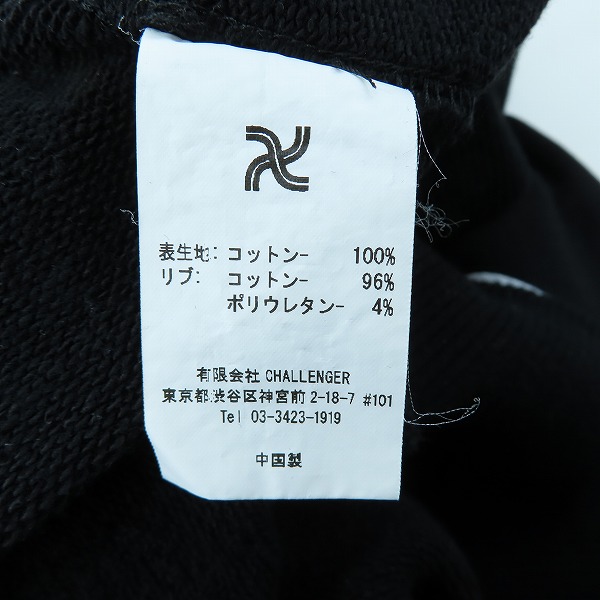 表生地: コットン- 100%
リブ: コットン- 96%
ポリウレタン- 4%
有限会社 CHALLENGER
東京都渋谷区神宮前 2-18-7 #101
Tel 03-3423-1919
中国製